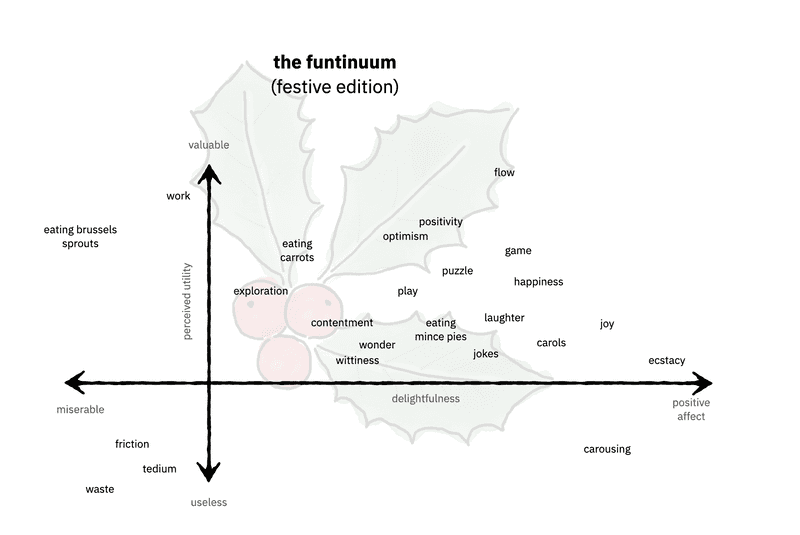 the funtinuum
(festive edition)
valuable
flow
work
positivity
eating brussels
sprouts
optimism
eating
carrots
game
puzzle
happiness
exploration
play
perceived utility
contentment
eating
mince pies
laughter
joy
wonder
carols
jokes
wittiness
ecstacy
delightfulness
miserable
positive
affect
friction
carousing
tedium
waste
useless